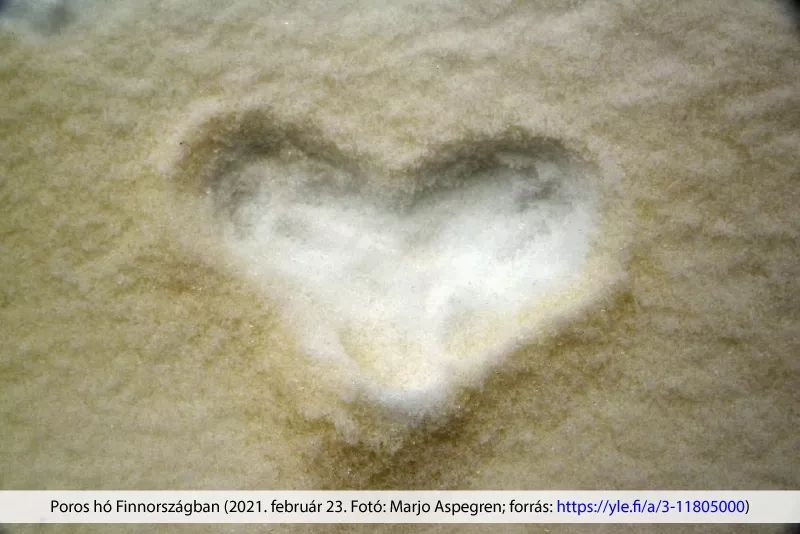 Poros hó Finnországban (2021. február 23. Fotó: Marjo Aspegren; forrás: https://yle.fi/a/3-11805000)